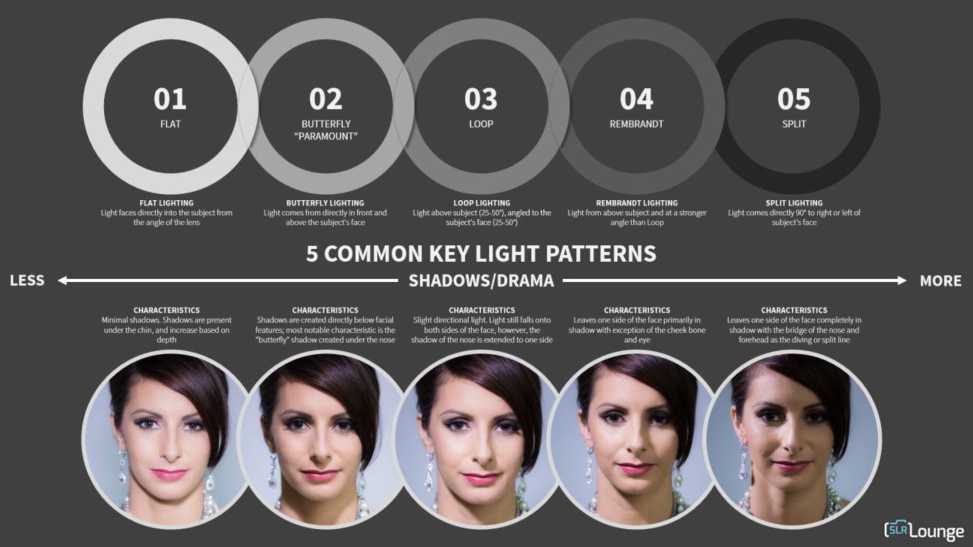 01
FLAT
02
BUTTERFLY
"PARAMOUNT"
03
LOOP
04
REMBRANDT
05
SPLIT
FLAT LIGHTING
Light faces directly into the subject from
the angle of the lens
BUTTERFLY LIGHTING
Light comes from directly in front and
above the subject's face
LOOP LIGHTING
Light above subject (25-50°), angled to the
subject's face (25-50°)
REMBRANDT LIGHTING
Light from above subject and at a stronger
angle than Loop
SPLIT LIGHTING
Light comes directly 90° to right or left of
subject's face
5 COMMON KEY LIGHT PATTERNS
LESS
SHADOWS/DRAMA
MORE
CHARACTERISTICS
Minimal shadows. Shadows are present
under the chin, and increase based on
depth
CHARACTERISTICS
Shadows are created directly below facial
features; most notable characteristic is the
"butterfly" shadow created under the nose
CHARACTERISTICS
Slight directional light. Light still falls onto
both sides of the face, however, the
shadow of the nose is extended to one side
CHARACTERISTICS
Leaves one side of the face primarily in
shadow with exception of the cheek bone
and eye
CHARACTERISTICS
Leaves one side of the face completely in
shadow with the bridge of the nose and
forehead as the diving or split line
SLR Lounge